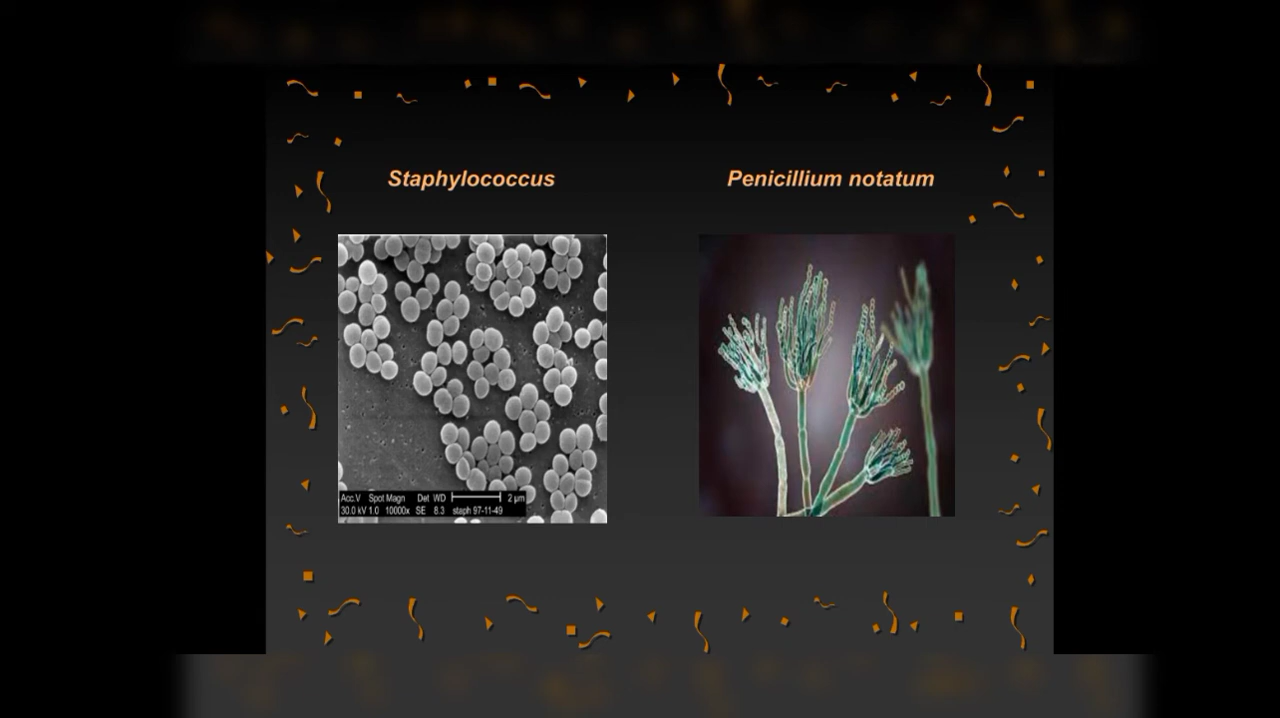 Staphylococcus
Penicillium notatum
Acc.V Spot Magn Det WD 2 µm
30.0 kV 1.0 10000x SE 8.3 staph 97-11-49